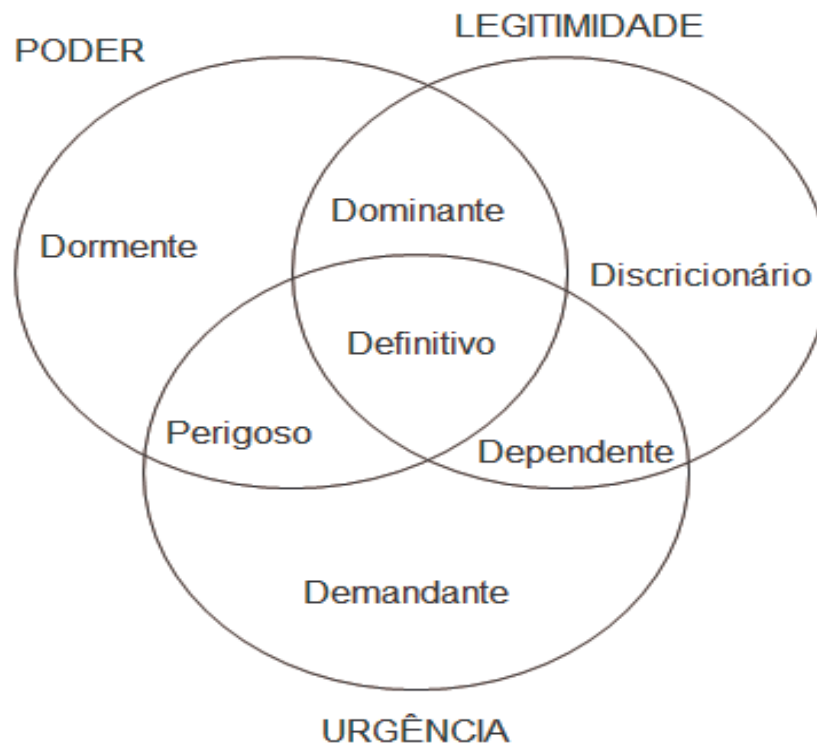 LEGITIMIDADE
PODER
Dominante
Dormente
Discricionário
Definitivo
Perigoso
Dependente
Demandante
URGÊNCIA